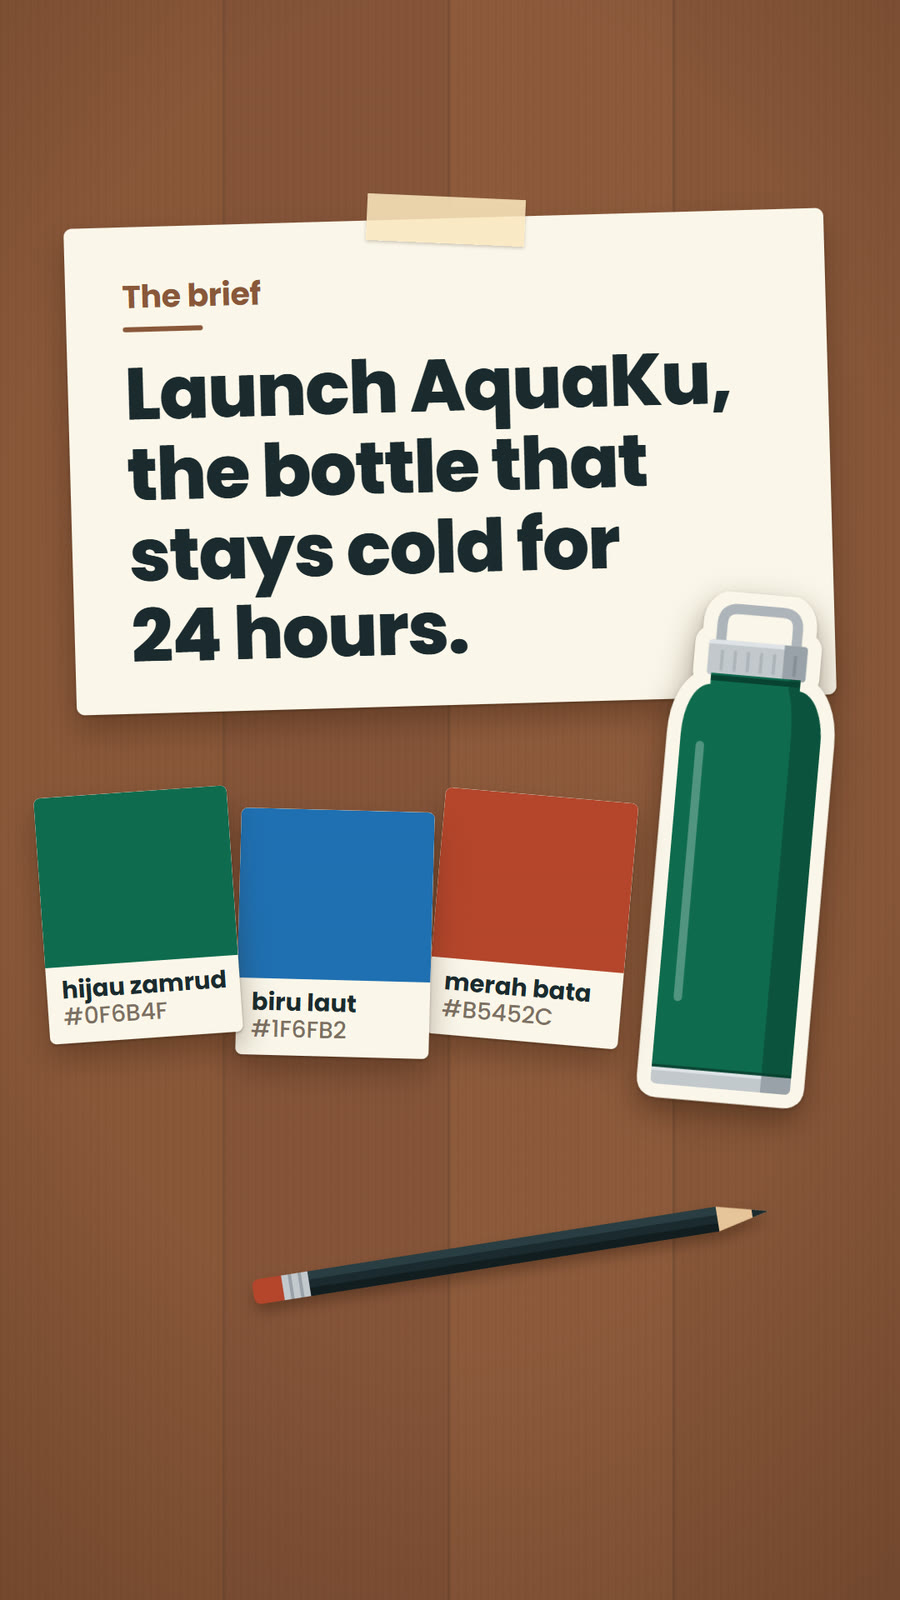 The brief
Launch AquaKu,
the bottle that
stays cold for
24 hours.
hijau zamrud
#0F6B4F
biru laut
#1F6FB2
merah bata
#B5452C